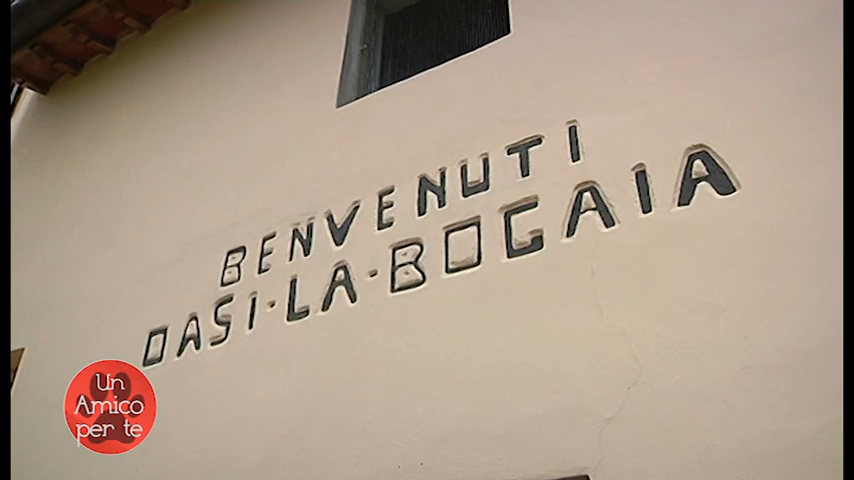 BENVENUTI
OASI-LA-BOGAIA
Un
Amico
per te